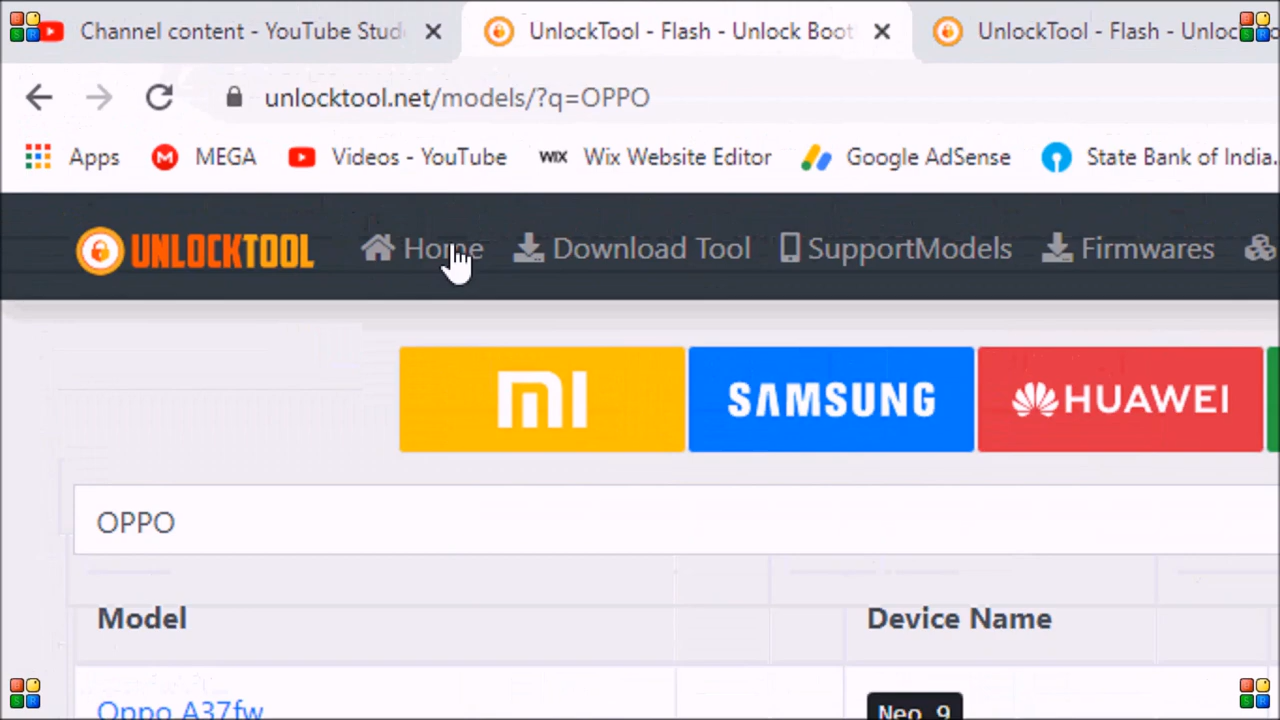 Channel content - YouTube Stud
UnlockTool - Flash - Unlock Boot
UnlockTool - Flash - Unloc
unlocktool.net/models/?q=OPPO
Apps
MEGA
Videos - YouTube
WIX Wix Website Editor
Google AdSense
State Bank of India.
UNLOCKTOOL
Home
Download Tool
SupportModels
Firmwares
MI
SAMSUNG
HUAWEI
OPPO
Model
Device Name
Oppo A37fw
Neo 9